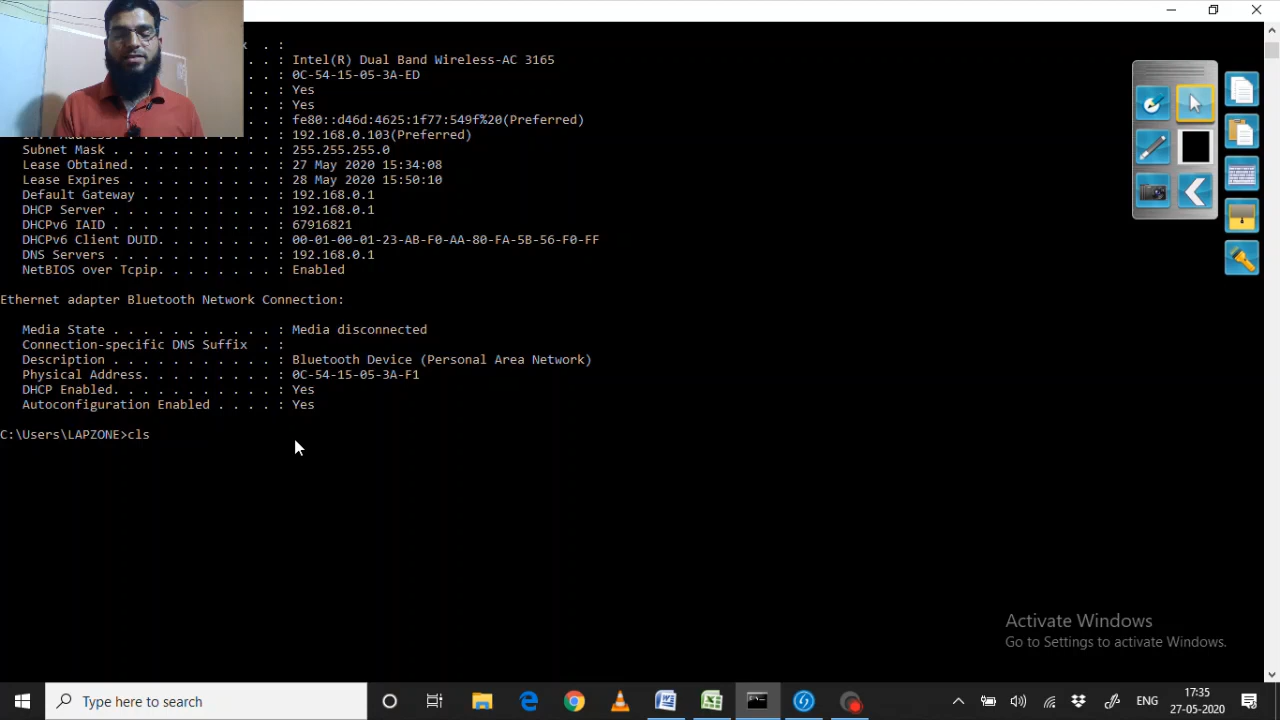 x . :
. . : Intel(R) Dual Band Wireless-AC 3165
. . : 0C-54-15-05-3A-ED
. . : Yes
. . : Yes
. . : fe80::d46d:4625:1f77:549f%20(Preferred)
. . : 192.168.0.103(Preferred)
Subnet Mask . . . . . . . . . . . : 255.255.255.0
Lease Obtained. . . . . . . . . . : 27 May 2020 15:34:08
Lease Expires . . . . . . . . . . : 28 May 2020 15:50:10
Default Gateway . . . . . . . . . : 192.168.0.1
DHCP Server . . . . . . . . . . . : 192.168.0.1
DHCPv6 IAID . . . . . . . . . . . : 67916821
DHCPv6 Client DUID. . . . . . . . : 00-01-00-01-23-AB-F0-AA-80-FA-5B-56-F0-FF
DNS Servers . . . . . . . . . . . : 192.168.0.1
NetBIOS over Tcpip. . . . . . . . : Enabled
Ethernet adapter Bluetooth Network Connection:
Media State . . . . . . . . . . . : Media disconnected
Connection-specific DNS Suffix . :
Description . . . . . . . . . . . : Bluetooth Device (Personal Area Network)
Physical Address. . . . . . . . . : 0C-54-15-05-3A-F1
DHCP Enabled. . . . . . . . . . . : Yes
Autoconfiguration Enabled . . . . : Yes
C:\Users\LAPZONE>cls
Activate Windows
Go to Settings to activate Windows.
Type here to search
ENG
17:35
27-05-2020